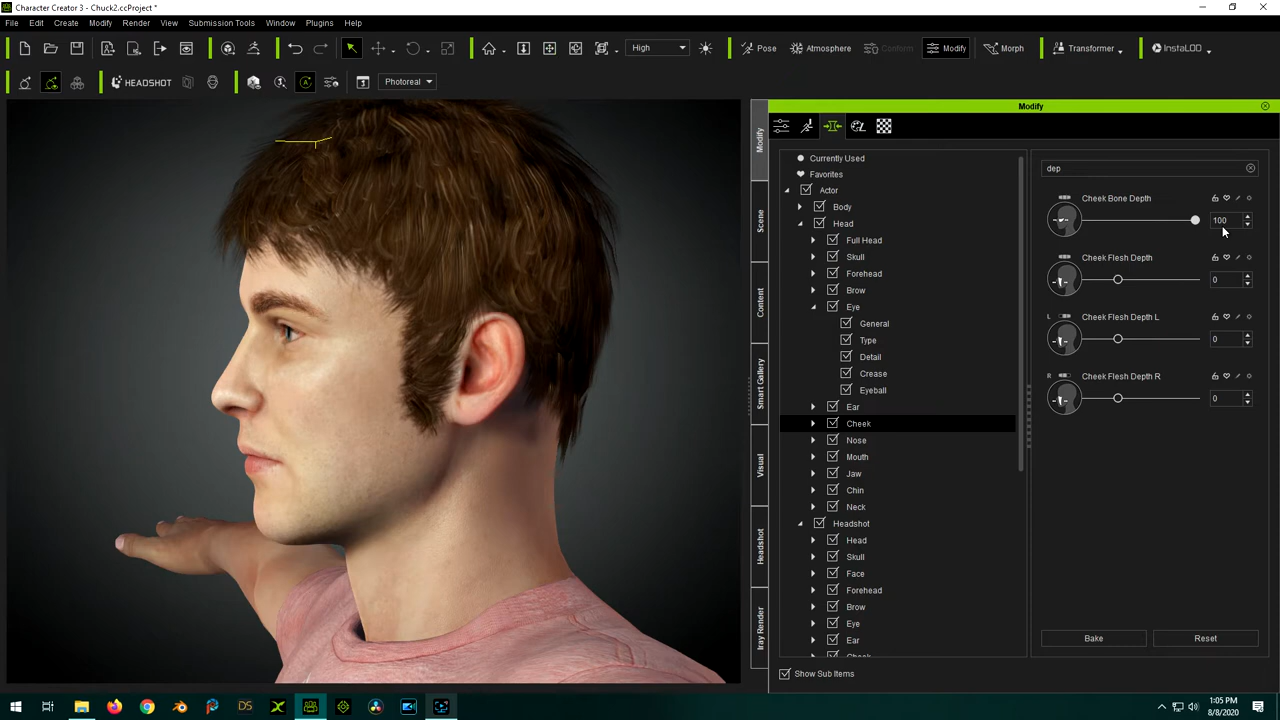 Character Creator 3 - Chuck2.ccProject *
File Edit Create Modify Render View Submission Tools Window Plugins Help
High Pose Atmosphere Conform Modify Morph Transformer InstaLOD
HEADSHOT Photoreal
Modify
Modify
Scene
Content
Smart Gallery
Visual
Headshot
Iray Render
Currently Used
Favorites
Actor
Body
Head
Full Head
Skull
Forehead
Brow
Eye
General
Type
Detail
Crease
Eyeball
Ear
Cheek
Nose
Mouth
Jaw
Chin
Neck
Headshot
Head
Skull
Face
Forehead
Brow
Eye
Ear
Cheek
Show Sub Items
dep
Cheek Bone Depth
100
Cheek Flesh Depth
0
L Cheek Flesh Depth L
0
R Cheek Flesh Depth R
0
Bake Reset
DS
1:05 PM
8/8/2020